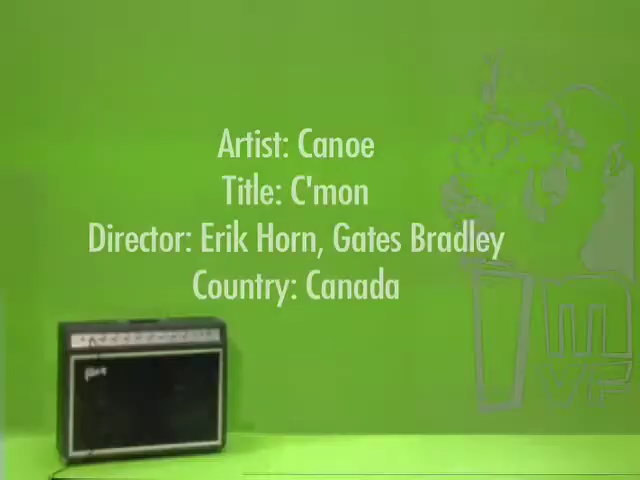 Artist: Canoe
Title: C'mon
Director: Erik Horn, Gates Bradley
Country: Canada